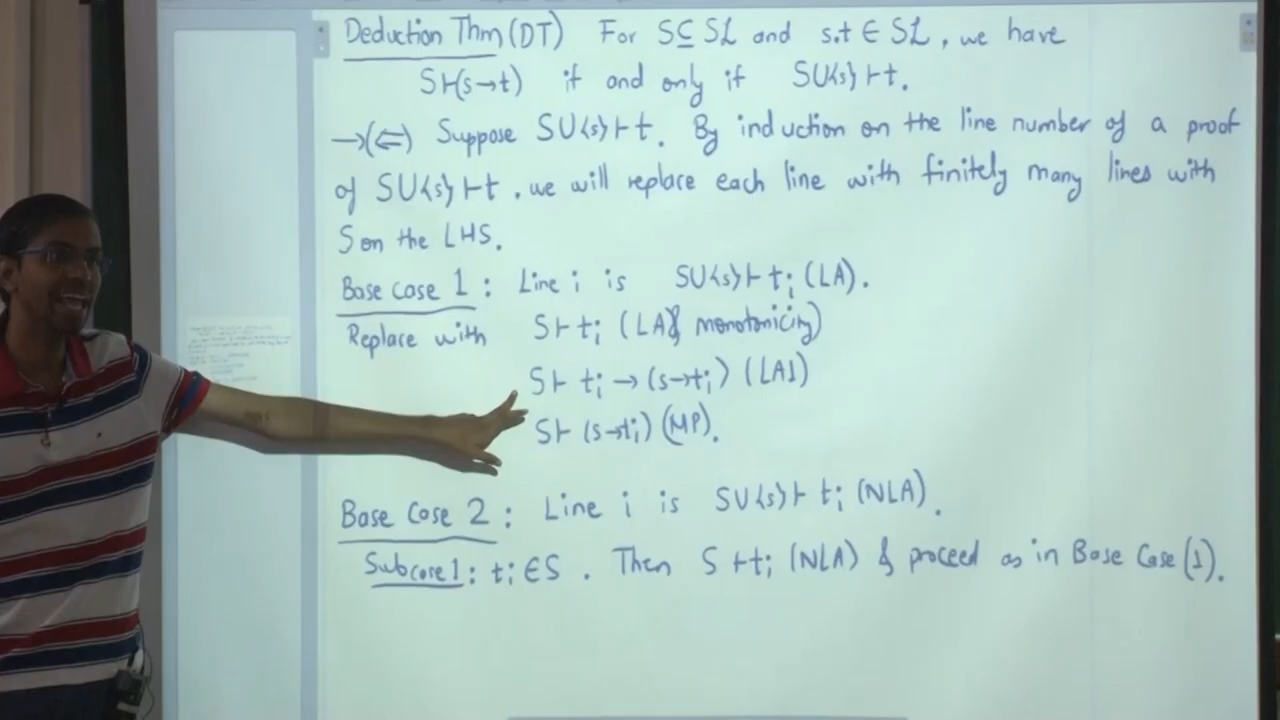 Deduction Thm (DT) For S⊆SL and s,t ∈ SL, we have
S⊢(s→t) if and only if S∪{s}⊢t.
→(⇐) Suppose S∪{s}⊢t. By induction on the line number of a proof
of S∪{s}⊢t, we will replace each line with finitely many lines with
S on the LHS.
Base Case 1: Line i is S∪{s}⊢tᵢ (LA).
Replace with S⊢tᵢ (LA & monotonicity)
S⊢ tᵢ → (s→tᵢ) (LA1)
S⊢ (s→tᵢ) (MP).
Base Case 2: Line i is S∪{s}⊢ tᵢ (NLA).
Subcase 1: tᵢ∈S. Then S⊢tᵢ (NLA) & proceed as in Base Case (1).